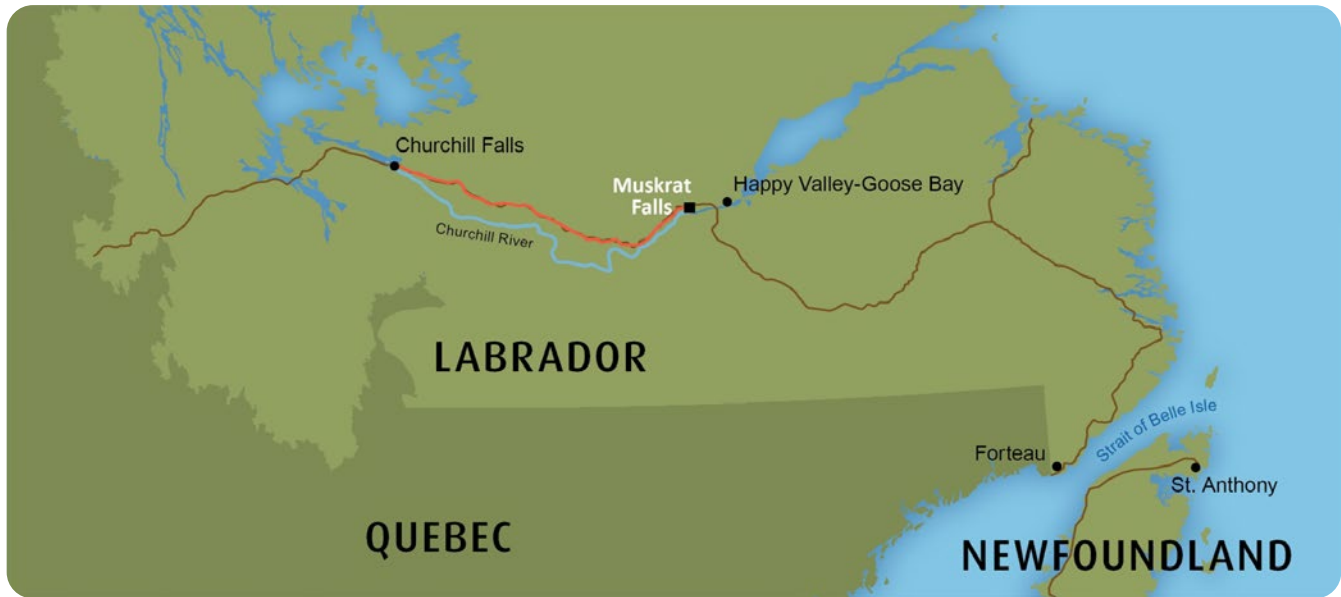 Churchill Falls
Muskrat
Falls
Happy Valley-Goose Bay
Churchill River
LABRADOR
Strait of Belle Isle
Forteau
St. Anthony
QUEBEC
NEWFOUNDLAND